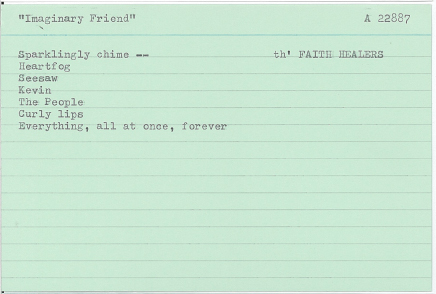 "Imaginary Friend" A 22887
Sparklingly chime -- th' FAITH HEALERS
Heartfog
Seesaw
Kevin
The People
Curly lips
Everything, all at once, forever